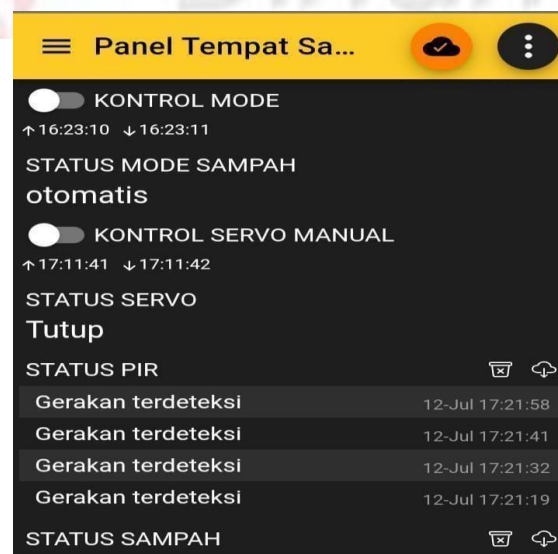 Panel Tempat Sa...
KONTROL MODE
↑16:23:10 ↓16:23:11
STATUS MODE SAMPAH
otomatis
KONTROL SERVO MANUAL
↑17:11:41 ↓17:11:42
STATUS SERVO
Tutup
STATUS PIR
Gerakan terdeteksi 12-Jul 17:21:58
Gerakan terdeteksi 12-Jul 17:21:41
Gerakan terdeteksi 12-Jul 17:21:32
Gerakan terdeteksi 12-Jul 17:21:19
STATUS SAMPAH